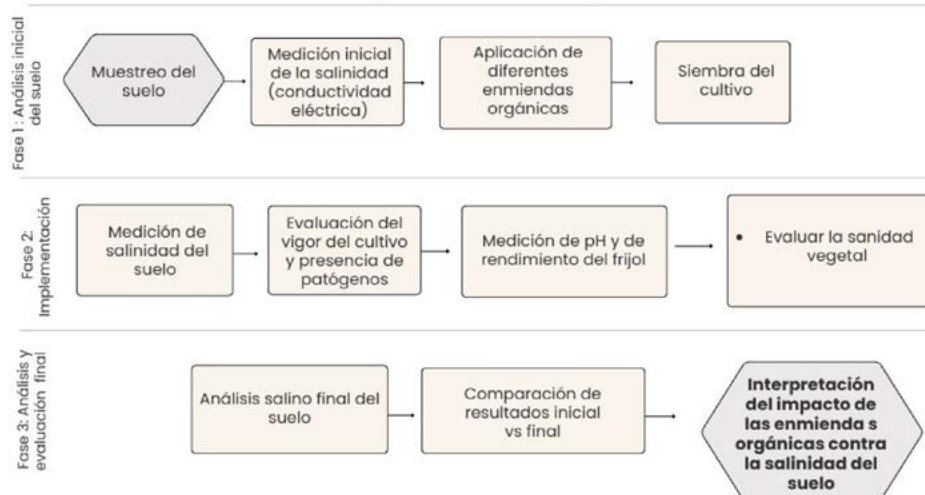 Fase 1 : Análisis inicial
del suelo
Muestreo del
suelo
Medición inicial
de la salinidad
(conductividad
eléctrica)
Aplicación de
diferentes
enmiendas
orgánicas
Siembra del
cultivo
Fase 2:
Implementación
Medición de
salinidad del
suelo
Evaluación del
vigor del cultivo
y presencia de
patógenos
Medición de pH y de
rendimiento del frijol
• Evaluar la sanidad
vegetal
Fase 3: Análisis y
evaluación final
Análisis salino final del
suelo
Comparación de
resultados inicial
vs final
Interpretación
del impacto de
las enmienda s
orgánicas contra
la salinidad del
suelo